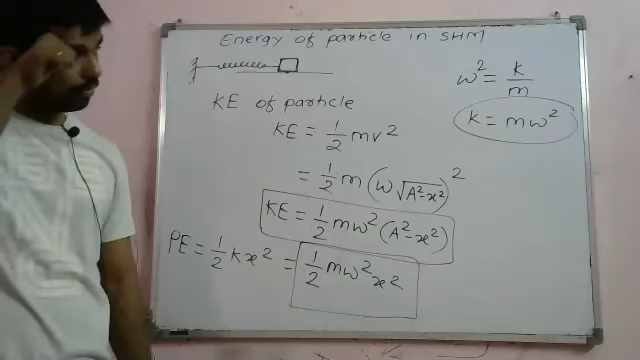 Energy of particle in SHM
ω² = k/m
k = mω²
KE of particle
KE = 1/2 mv²
= 1/2 m (ω √A²-x²)²
KE = 1/2 mω² (A²-x²)
PE = 1/2 kx² = 1/2 mω²x²